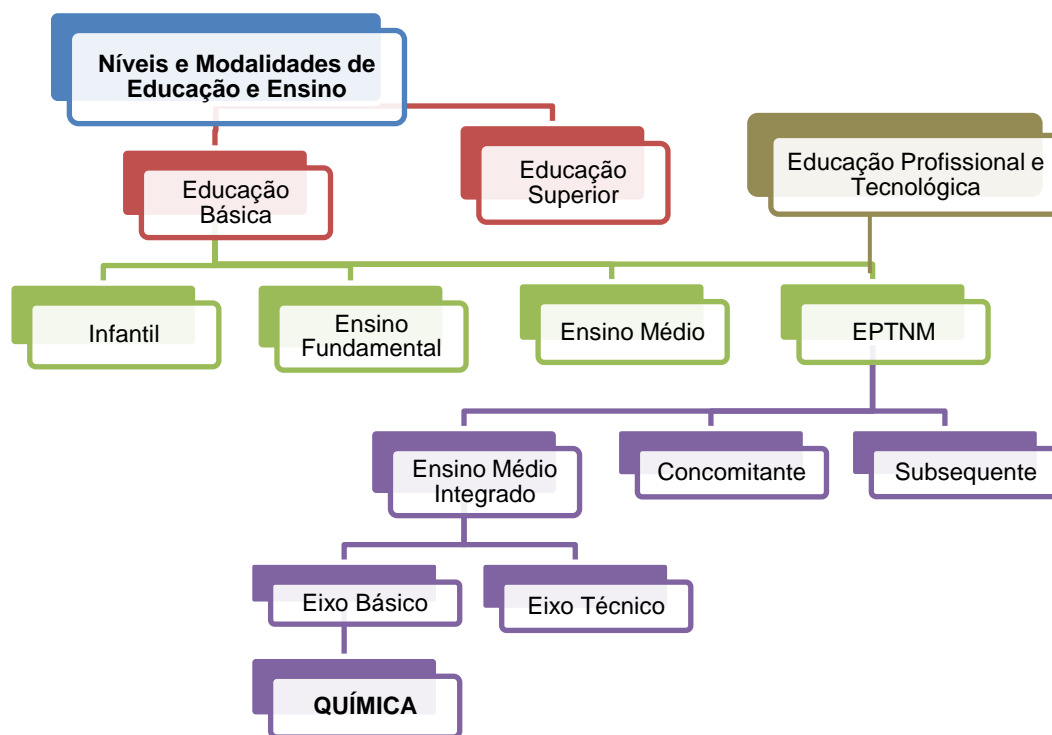 Níveis e Modalidades de
Educação e Ensino
Educação
Básica
Educação
Superior
Educação Profissional e
Tecnológica
Infantil
Ensino
Fundamental
Ensino Médio
EPTNM
Ensino Médio
Integrado
Concomitante
Subsequente
Eixo Básico
Eixo Técnico
QUÍMICA